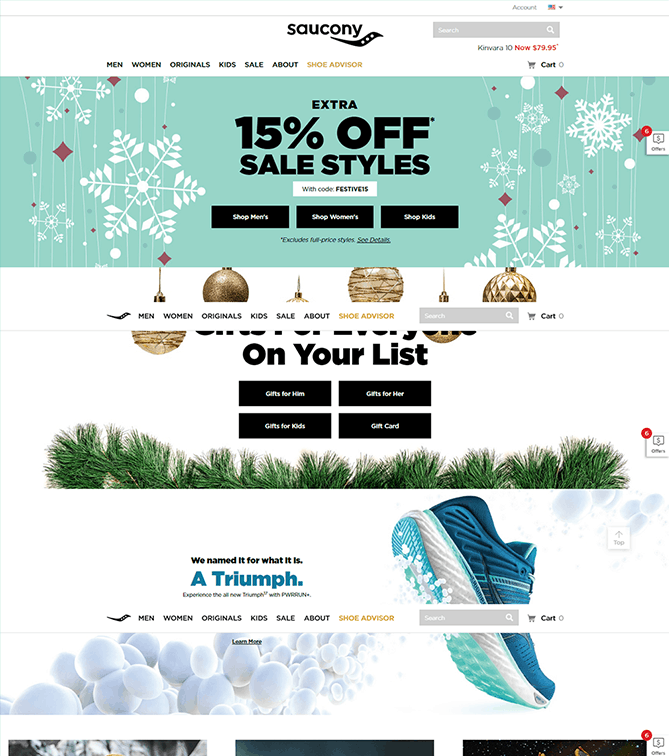 Account
saucony
Search
Kinvara 10 Now $79.95*
MEN WOMEN ORIGINALS KIDS SALE ABOUT SHOE ADVISOR
Cart 0
EXTRA
15% OFF*
SALE STYLES
With code: FESTIVE15
Shop Men's Shop Women's Shop Kids
*Excludes full-price styles. See Details.
6
Offers
MEN WOMEN ORIGINALS KIDS SALE ABOUT SHOE ADVISOR
Search
Cart 0
Gifts For Everyone
On Your List
Gifts for Him Gifts for Her
Gifts for Kids Gift Card
6
Offers
Top
We named it for what it is.
A Triumph.
Experience the all new Triumph17 with PWRRUN+.
MEN WOMEN ORIGINALS KIDS SALE ABOUT SHOE ADVISOR
Search
Cart 0
Learn More
6
Offers